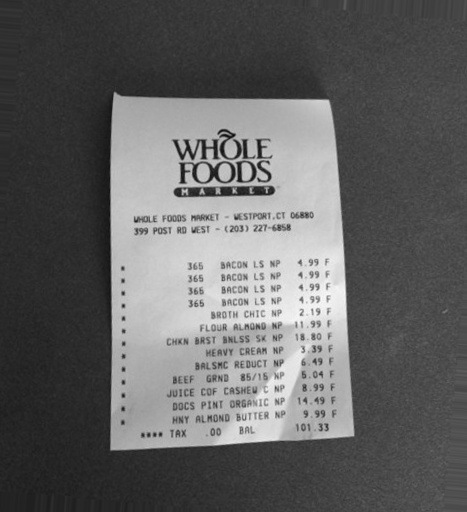 WHOLE
FOODS
MARKET
WHOLE FOODS MARKET - WESTPORT,CT 06880
399 POST RD WEST - (203) 227-6858
365 BACON LS NP 4.99 F
365 BACON LS NP 4.99 F
365 BACON LS NP 4.99 F
365 BACON LS NP 4.99 F
BROTH CHIC NP 2.19 F
FLOUR ALMOND NP 11.99 F
CHKN BRST BNLSS SK NP 18.80 F
HEAVY CREAM NP 3.39 F
BALSMC REDUCT NP 6.49 F
BEEF GRND 85/15 NP 5.04 F
JUICE COF CASHEW C NP 8.99 F
DOCS PINT ORGANIC NP 14.49 F
HNY ALMOND BUTTER NP 9.99 F
**** TAX .00 BAL 101.33